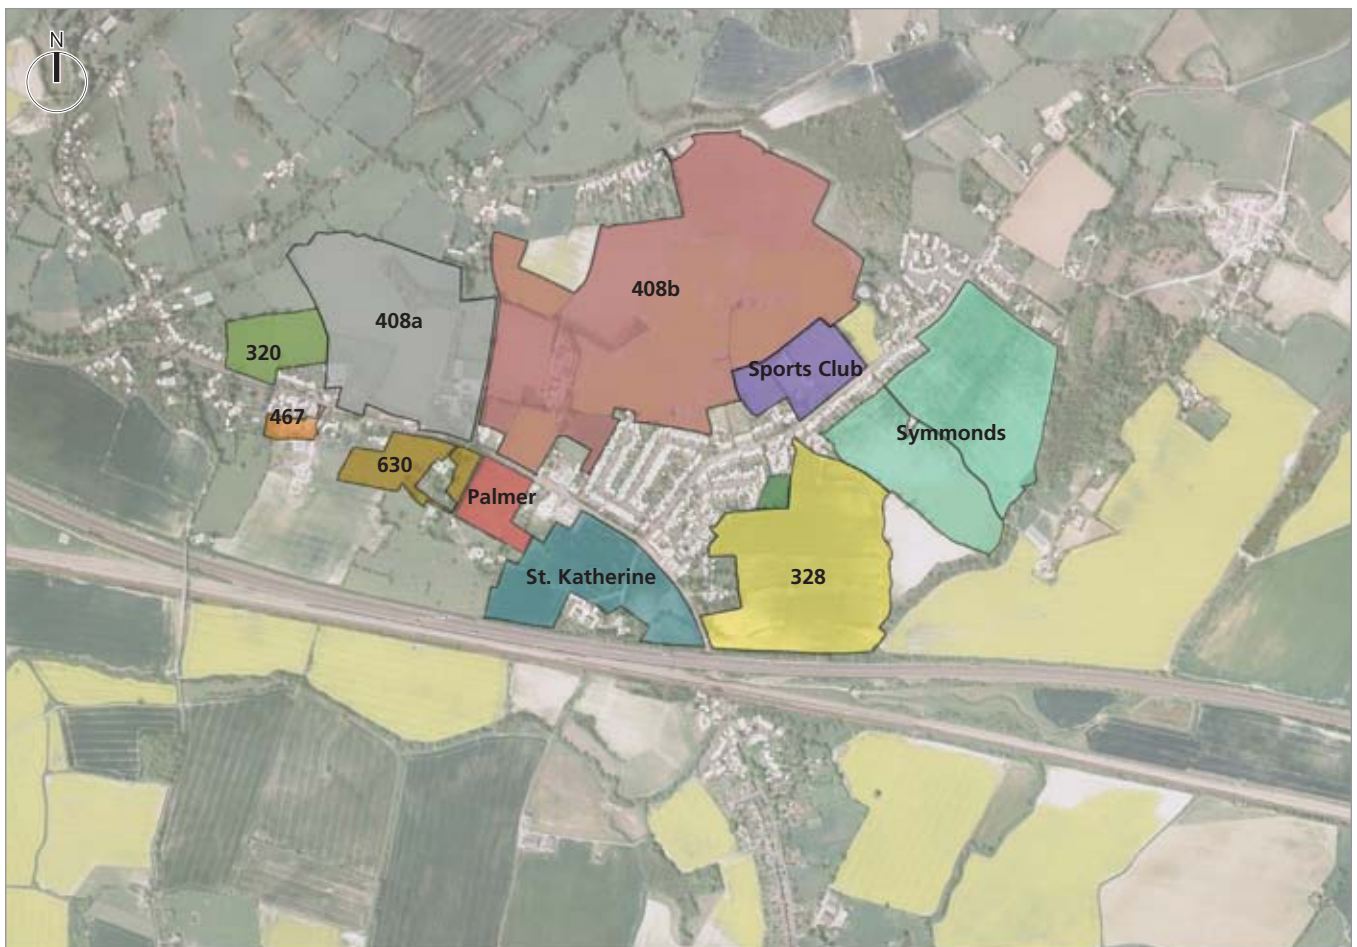 N
408b
408a
320
Sports Club
467
Symmonds
630
Palmer
St. Katherine
328